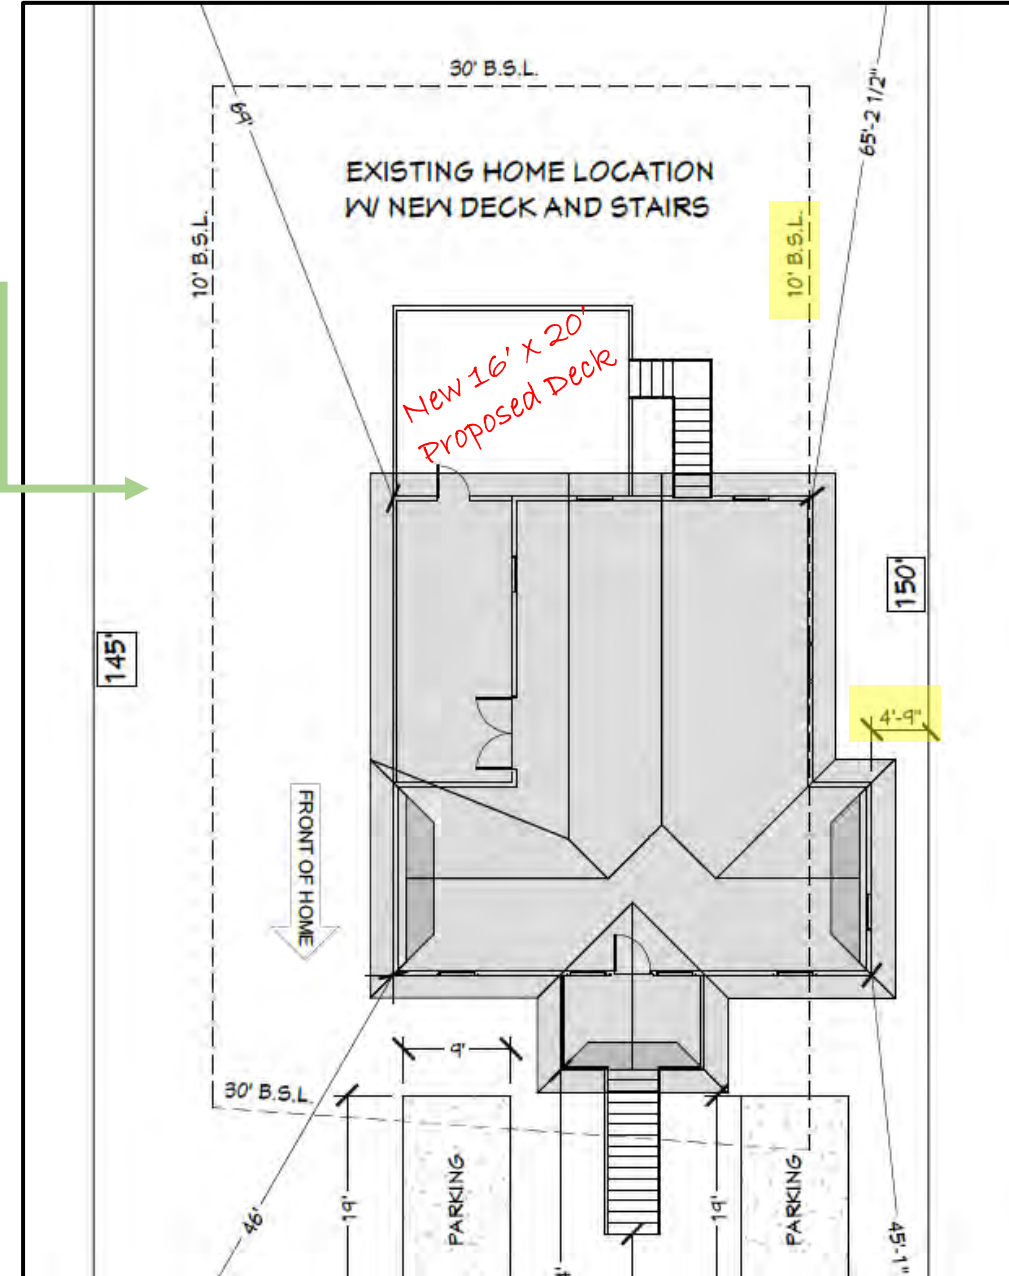 30' B.S.L.
69'
65'-2 1/2"
EXISTING HOME LOCATION
W/ NEW DECK AND STAIRS
10' B.S.L.
10' B.S.L.
New 16' x 20'
Proposed Deck
150'
145'
4'-9"
FRONT OF HOME
9'
30' B.S.L.
PARKING
PARKING
19'
19'
46'
45'-1"